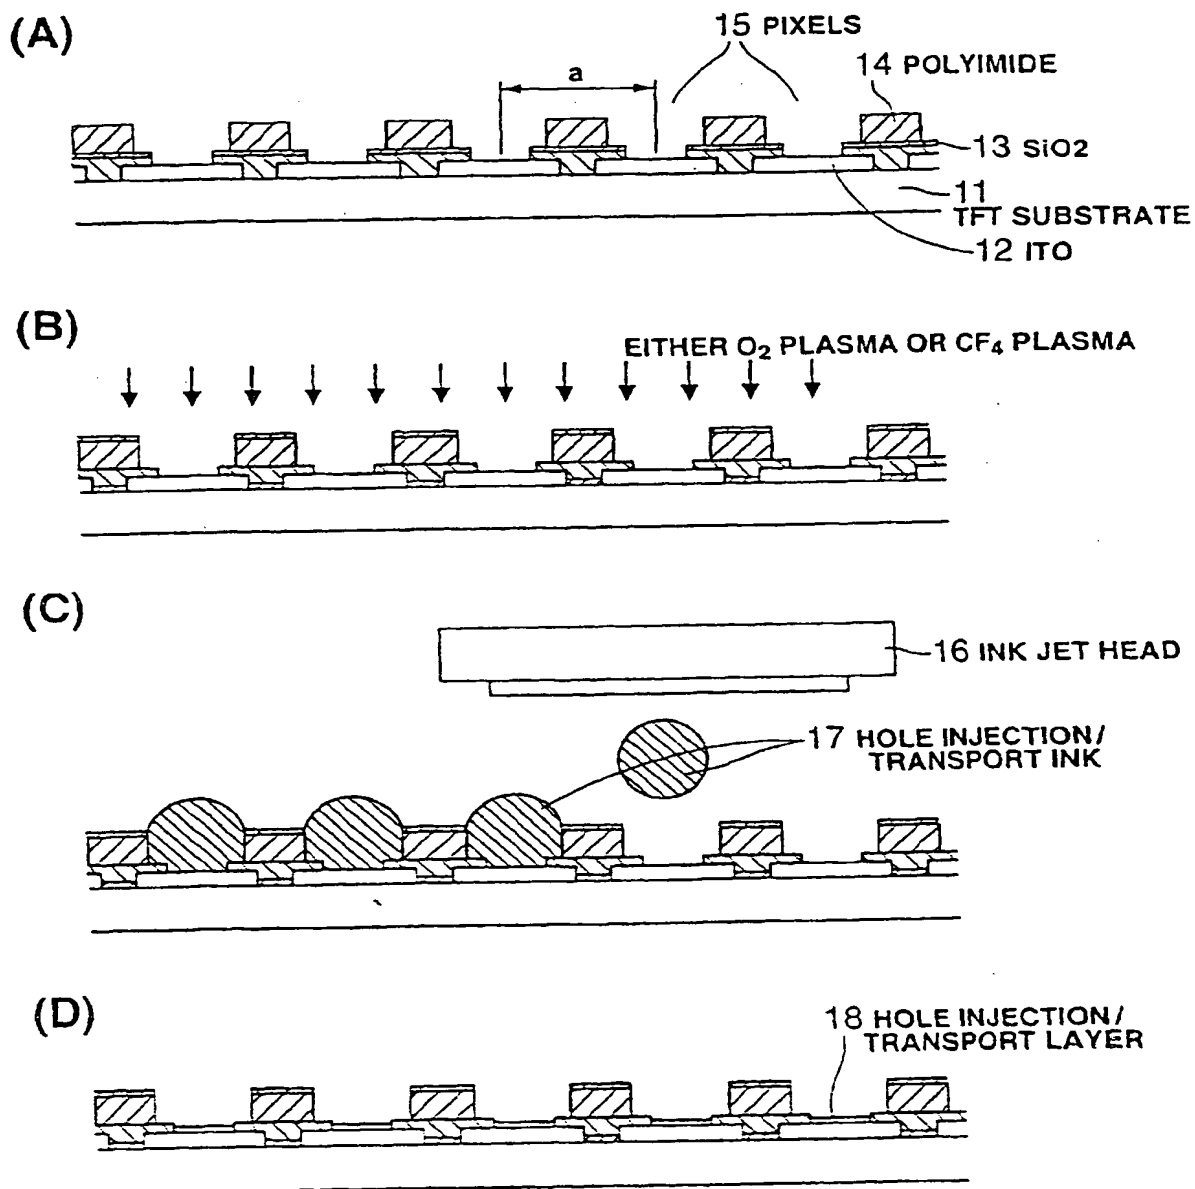 (A)
15 PIXELS
14 POLYIMIDE
a
13 SiO2
11
TFT SUBSTRATE
12 ITO
(B)
EITHER O2 PLASMA OR CF4 PLASMA
(C)
16 INK JET HEAD
17 HOLE INJECTION/
TRANSPORT INK
(D)
18 HOLE INJECTION/
TRANSPORT LAYER